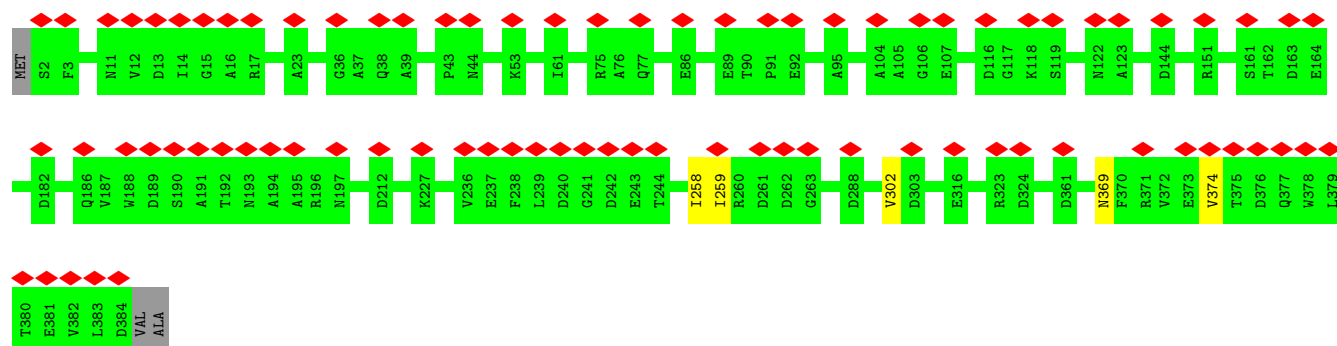 MET S2 F3 N11 V12 D13 I14 G15 A16 R17 A23 G36 A37 Q38 A39 P43 N44 K53 I61 R75 A76 Q77 E86 E89 T90 P91 E92 A95 A104 A105 G106 E107 D116 G117 K118 S119 N122 A123 D144 R151 S161 T162 D163 E164
D182 Q186 V187 W188 D189 S190 A191 T192 N193 A194 A195 R196 N197 D212 K227 V236 E237 F238 L239 D240 G241 D242 E243 T244 I258 I259 R260 D261 D262 G263 D288 V302 D303 E316 R323 D324 D361 N369 F370 R371 V372 E373 V374 T375 D376 Q377 W378 L379
T380 E381 V382 L383 D384 VAL ALA